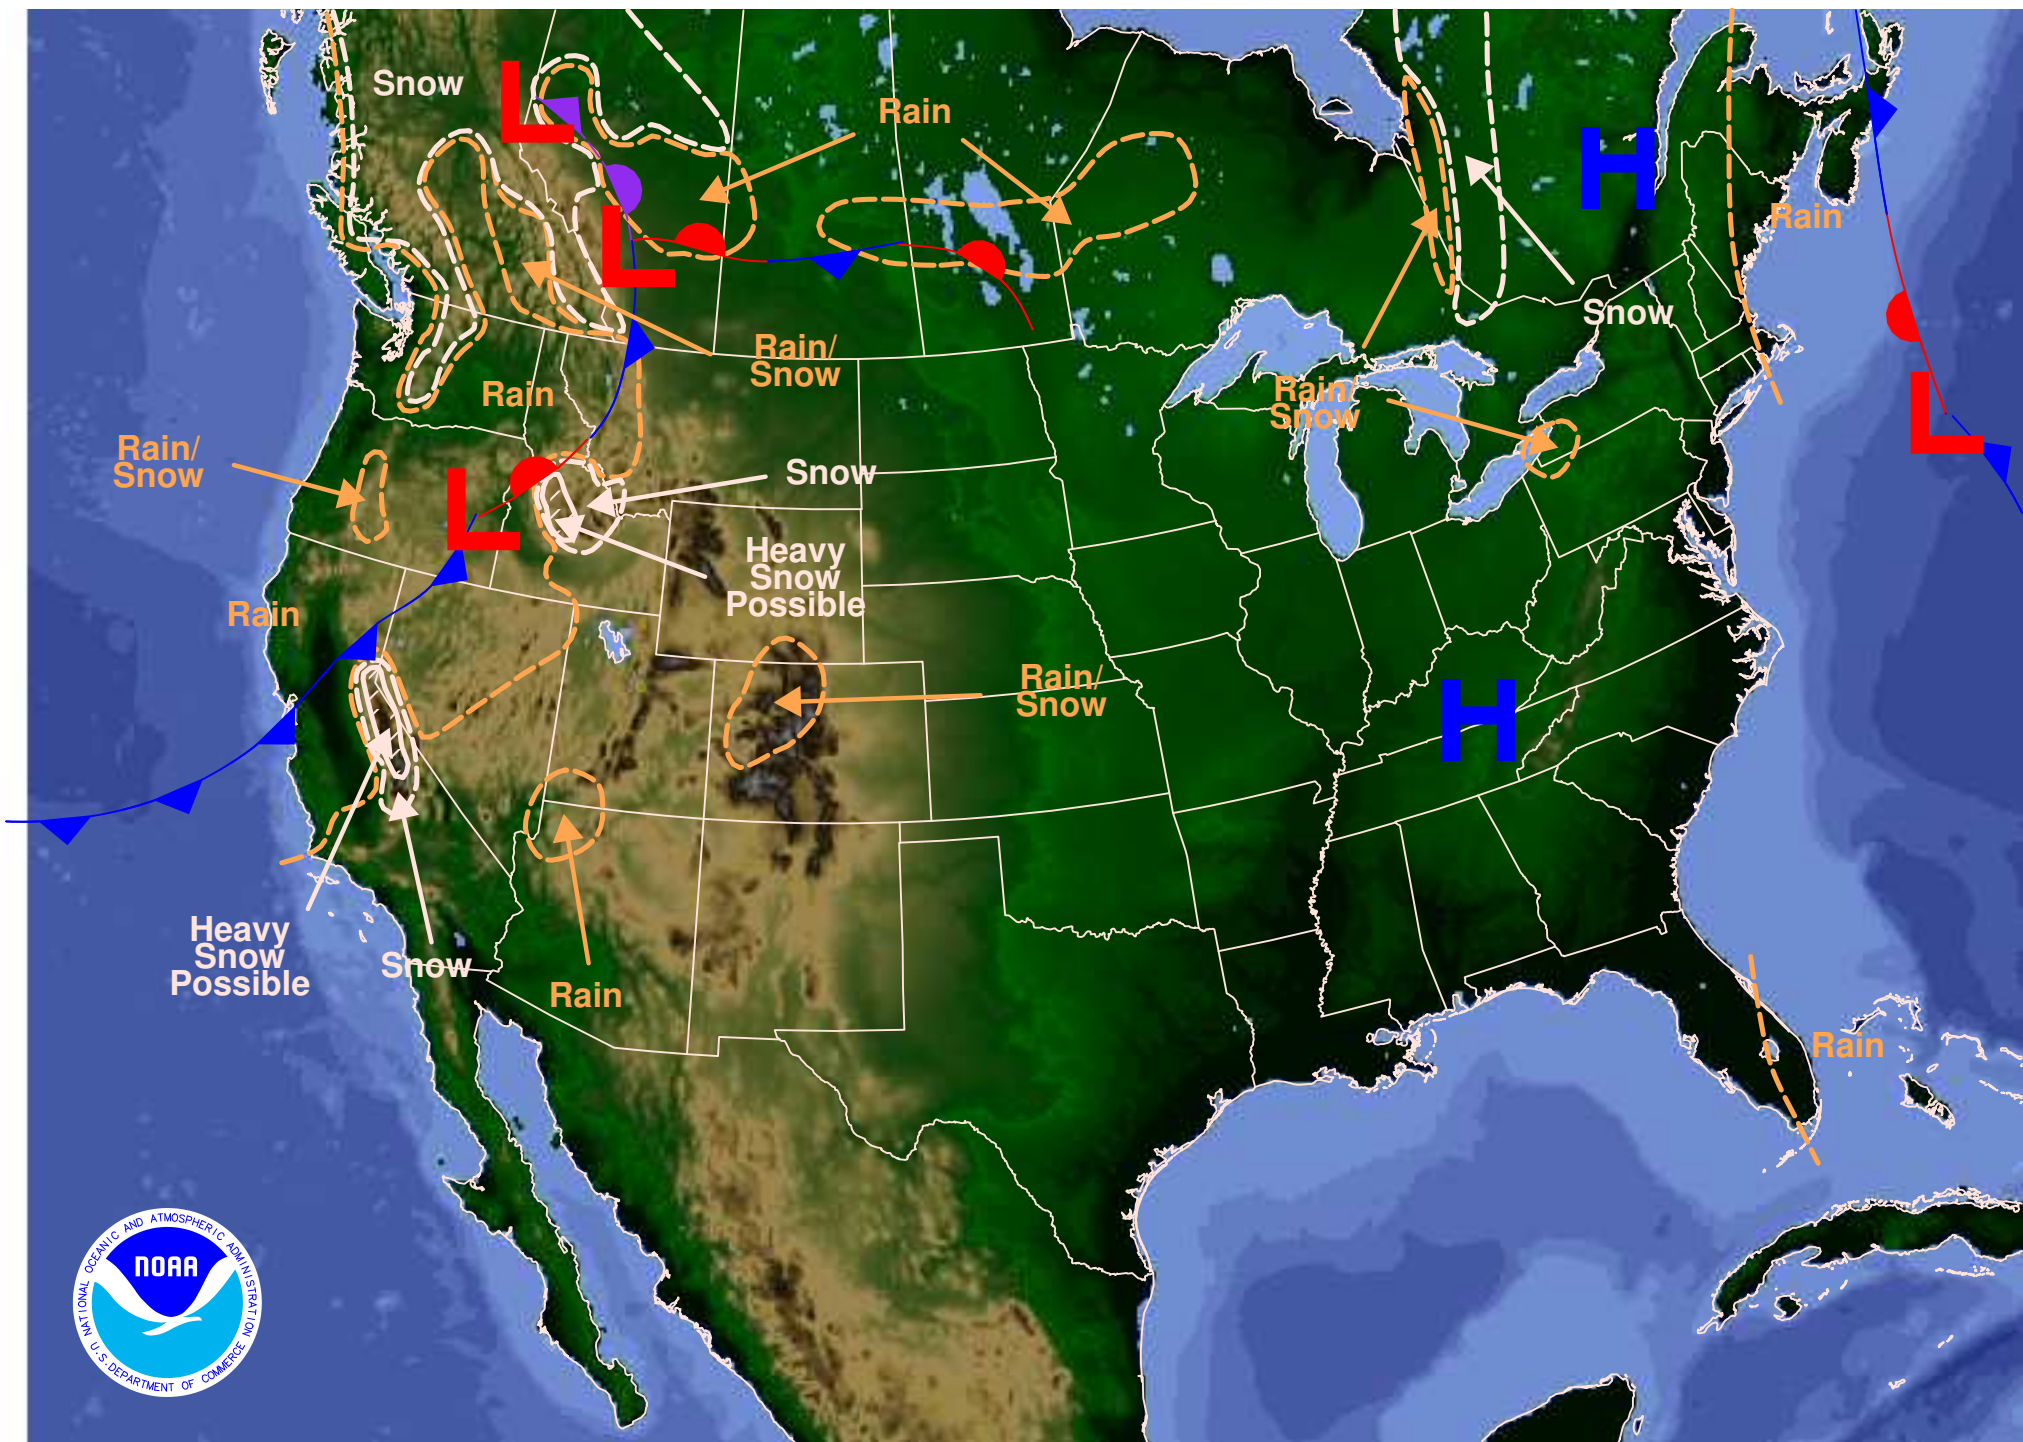 Snow
L
Rain
H
Rain
L
Snow
Rain/
Snow
Rain
Rain/
Snow
L
Rain/
Snow
Snow
L
Heavy
Snow
Possible
Rain
Rain/
Snow
H
Heavy
Snow
Possible
Snow
Rain
Rain
NATIONAL OCEANIC AND ATMOSPHERIC ADMINISTRATION
NOAA
U.S. DEPARTMENT OF COMMERCE